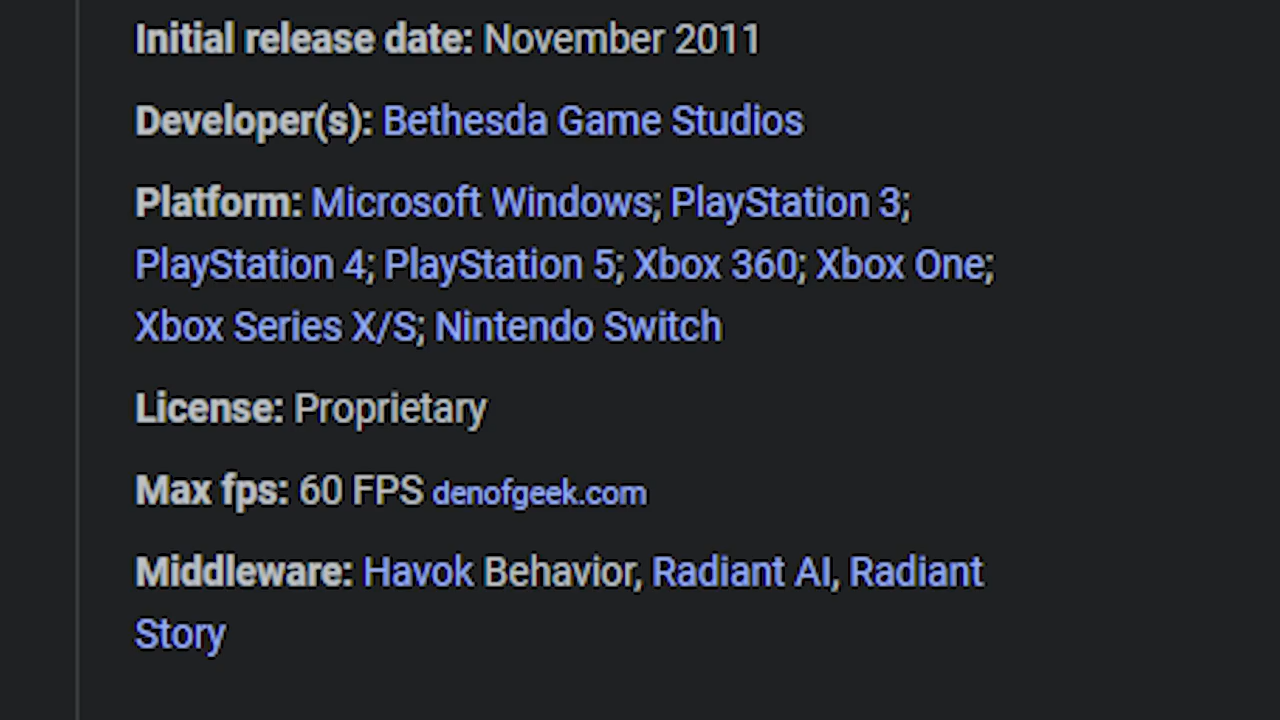 Initial release date: November 2011
Developer(s): Bethesda Game Studios
Platform: Microsoft Windows; PlayStation 3;
PlayStation 4; PlayStation 5; Xbox 360; Xbox One;
Xbox Series X/S; Nintendo Switch
License: Proprietary
Max fps: 60 FPS denofgeek.com
Middleware: Havok Behavior, Radiant AI, Radiant
Story